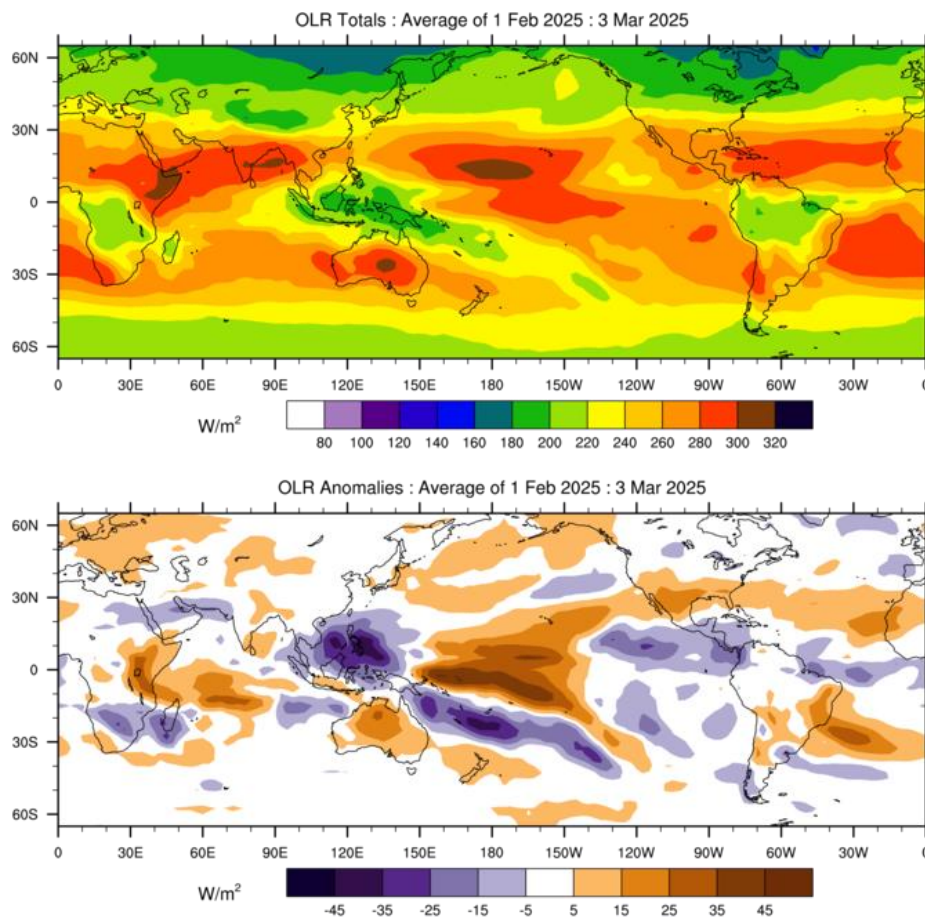 OLR Totals : Average of 1 Feb 2025 : 3 Mar 2025
60N
30N
0
30S
60S
0 30E 60E 90E 120E 150E 180 150W 120W 90W 60W 30W 0
W/m²
80 100 120 140 160 180 200 220 240 260 280 300 320
OLR Anomalies : Average of 1 Feb 2025 : 3 Mar 2025
60N
30N
0
30S
60S
0 30E 60E 90E 120E 150E 180 150W 120W 90W 60W 30W 0
W/m²
-45 -35 -25 -15 -5 5 15 25 35 45